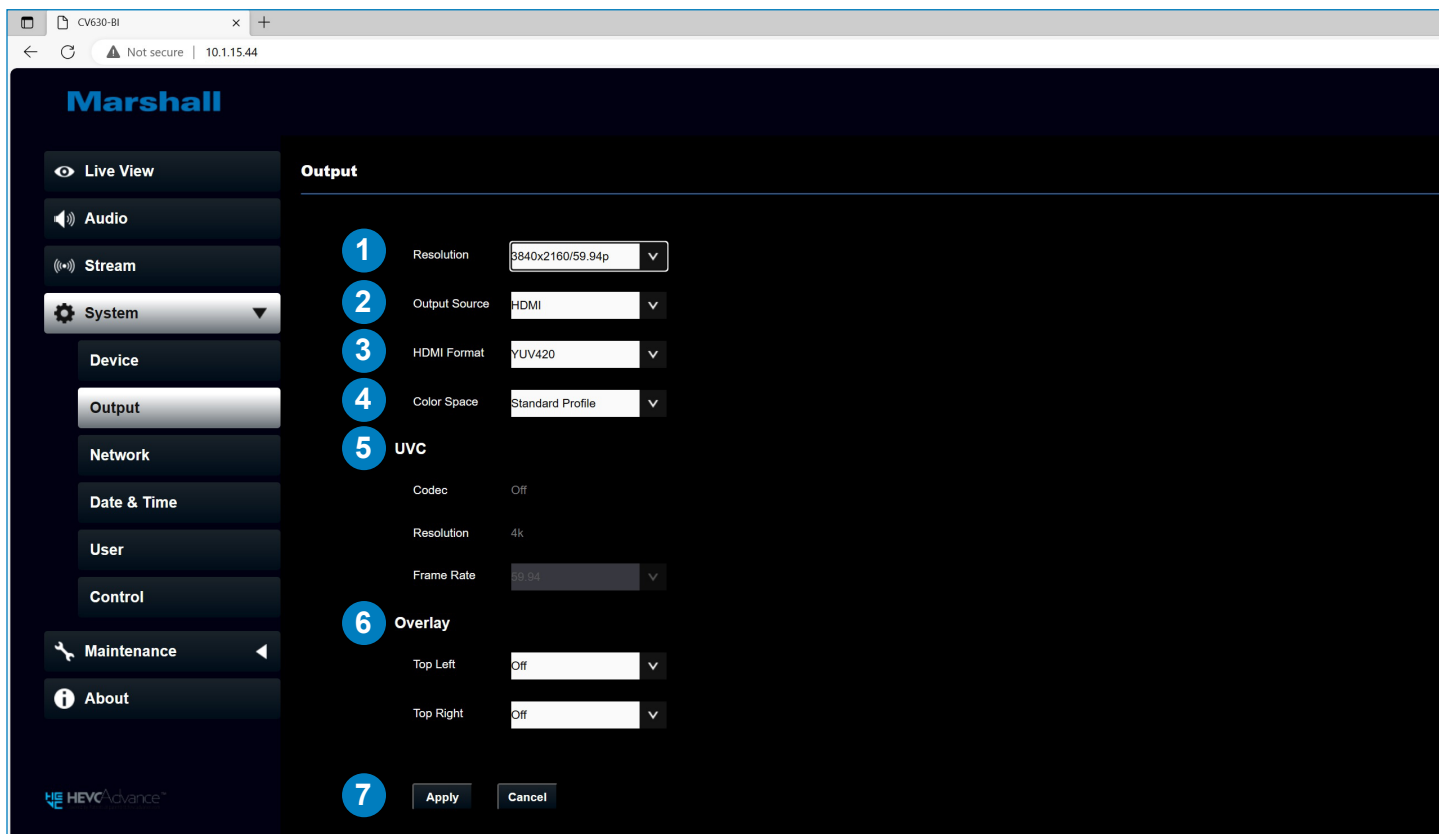 CV630-BI
Not secure | 10.1.15.44
Marshall
Live View
Audio
Stream
System
Device
Output
Network
Date & Time
User
Control
Maintenance
About
HEVC Advance™
Output
1 Resolution 3840x2160/59.94p
2 Output Source HDMI
3 HDMI Format YUV420
4 Color Space Standard Profile
5 UVC
Codec Off
Resolution 4k
Frame Rate 59.94
6 Overlay
Top Left Off
Top Right Off
7 Apply Cancel